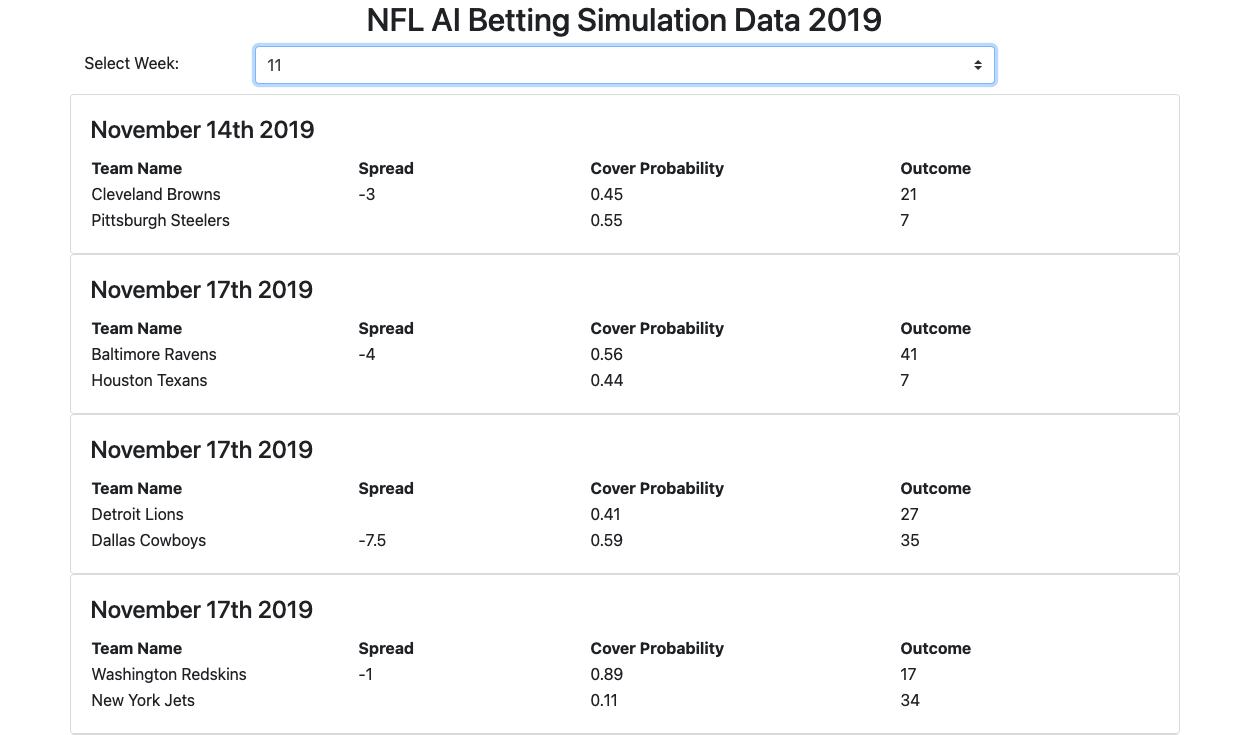 NFL AI Betting Simulation Data 2019
Select Week: 11
November 14th 2019
Team Name Spread Cover Probability Outcome
Cleveland Browns -3 0.45 21
Pittsburgh Steelers 0.55 7
November 17th 2019
Team Name Spread Cover Probability Outcome
Baltimore Ravens -4 0.56 41
Houston Texans 0.44 7
November 17th 2019
Team Name Spread Cover Probability Outcome
Detroit Lions 0.41 27
Dallas Cowboys -7.5 0.59 35
November 17th 2019
Team Name Spread Cover Probability Outcome
Washington Redskins -1 0.89 17
New York Jets 0.11 34